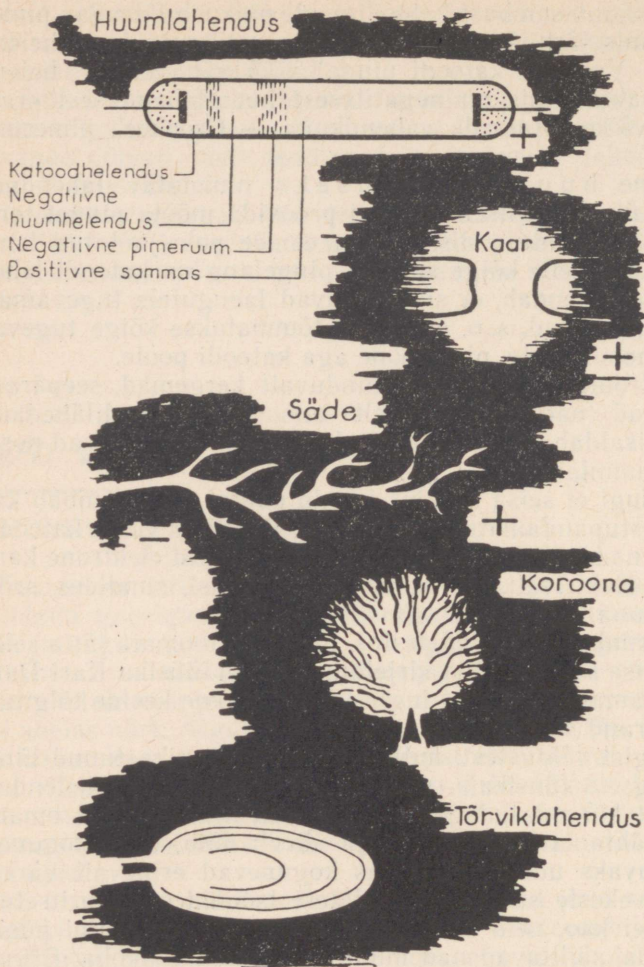 Huumlahendus
+
Katoodhelendus
Negatiivne
huumhelendus
Negatiivne pimeruum
Positiivne sammas
Kaar
+
Säde
-
+
Koroona
Tõrviklahendus